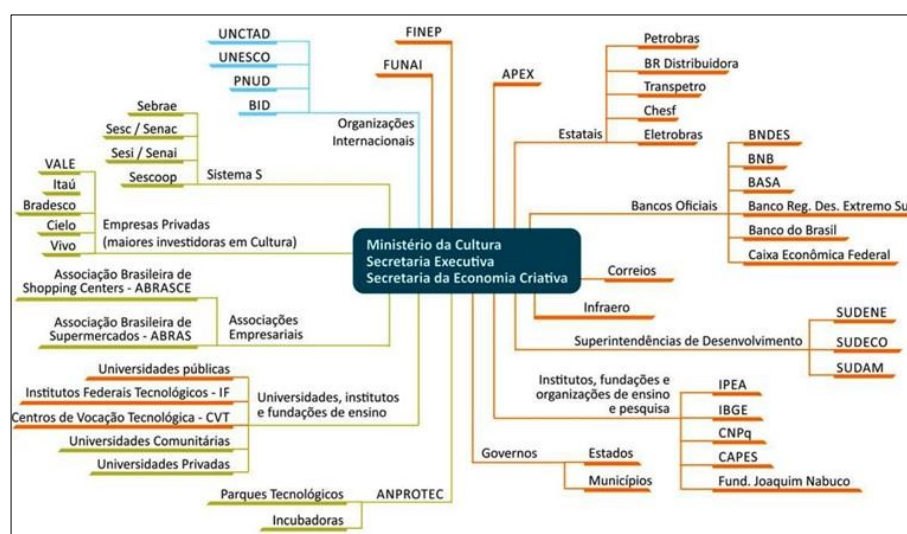 UNCTAD
UNESCO
PNUD
BID
Organizações
Internacionais
FINEP
FUNAI
APEX
Sebrae
Sesc / Senac
Sesi / Senai
Sescoop
Sistema S
VALE
Itaú
Bradesco
Cielo
Vivo
Empresas Privadas
(maiores investidoras em Cultura)
Associação Brasileira de
Shopping Centers - ABRASCE
Associação Brasileira de
Supermercados - ABRAS
Associações
Empresariais
Universidades públicas
Institutos Federais Tecnológicos - IF
Centros de Vocação Tecnológica - CVT
Universidades Comunitárias
Universidades Privadas
Universidades, institutos
e fundações de ensino
Parques Tecnológicos
Incubadoras
ANPROTEC
Ministério da Cultura
Secretaria Executiva
Secretaria da Economia Criativa
Petrobras
BR Distribuidora
Transpetro
Chesf
Eletrobras
Estatais
BNDES
BNB
BASA
Banco Reg. Des. Extremo Su
Banco do Brasil
Caixa Econômica Federal
Bancos Oficiais
Correios
Infraero
Superintendências de Desenvolvimento
SUDENE
SUDECO
SUDAM
Institutos, fundações e
organizações de ensino
e pesquisa
IPEA
IBGE
CNPq
CAPES
Fund. Joaquim Nabuco
Governos
Estados
Municípios